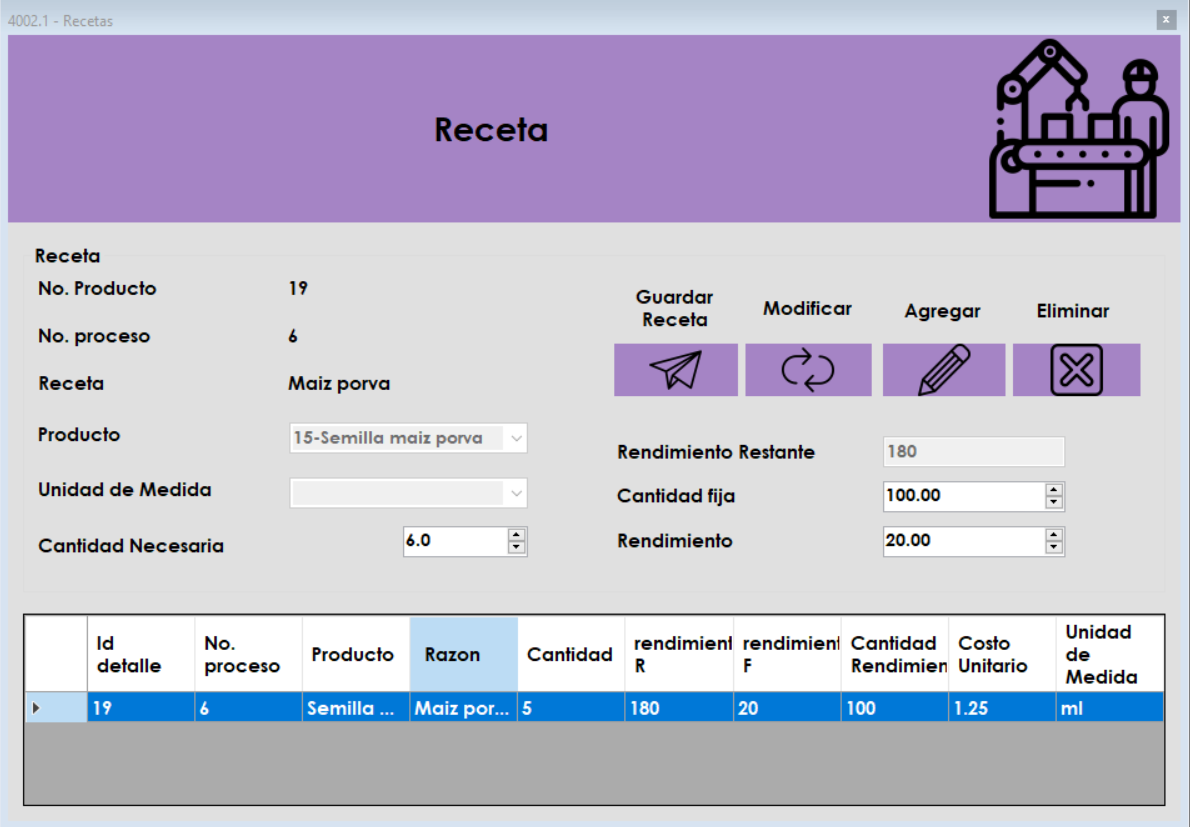 4002.1 - Recetas
Receta
Receta
No. Producto 19
No. proceso 6
Receta Maiz porva
Producto 15-Semilla maiz porva
Unidad de Medida
Cantidad Necesaria 6.0
Guardar
Receta
Modificar
Agregar
Eliminar
Rendimiento Restante 180
Cantidad fija 100.00
Rendimiento 20.00
Id
detalle
No.
proceso
Producto
Razon
Cantidad
rendimient
R
rendimient
F
Cantidad
Rendimien
Costo
Unitario
Unidad
de
Medida
19 6 Semilla ... Maiz por... 5 180 20 100 1.25 ml